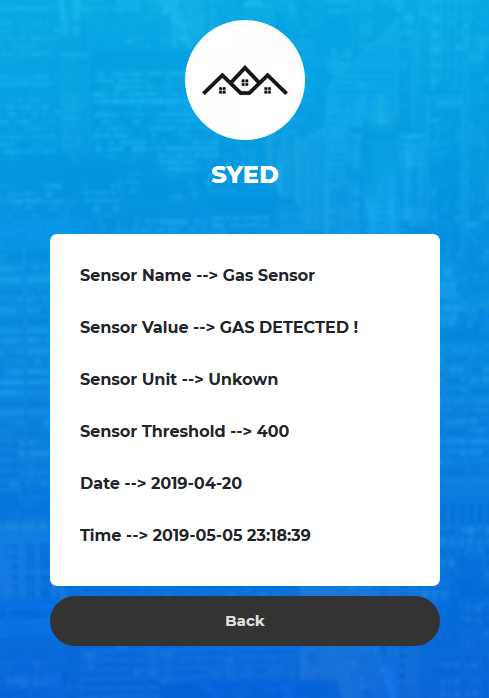 SYED
Sensor Name --> Gas Sensor
Sensor Value --> GAS DETECTED !
Sensor Unit --> Unkown
Sensor Threshold --> 400
Date --> 2019-04-20
Time --> 2019-05-05 23:18:39
Back